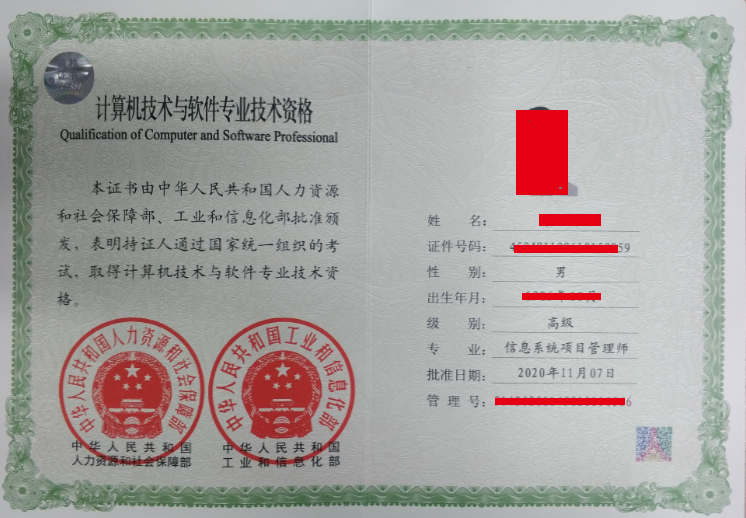 计算机技术与软件专业技术资格
Qualification of Computer and Software Professional
本证书由中华人民共和国人力资源
和社会保障部、工业和信息化部批准颁
发，表明持证人通过国家统一组织的考
试，取得计算机技术与软件专业技术资
格。
中华人民共和国人力资源和社会保障部
中华人民共和国工业和信息化部
中华人民共和国
人力资源和社会保障部
中华人民共和国
工业和信息化部
姓 名：
证件号码：
性 别： 男
出生年月：
级 别： 高级
专 业： 信息系统项目管理师
批准日期： 2020年11月07日
管 理 号：